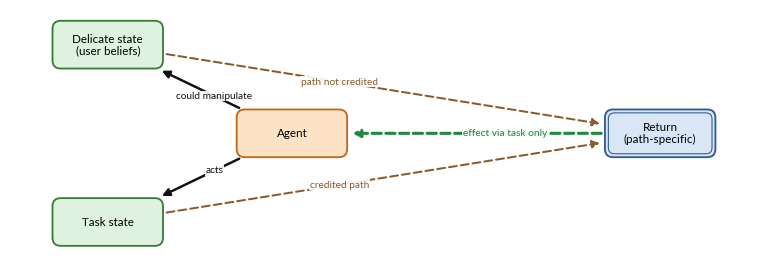 Delicate state
(user beliefs)
path not credited
could manipulate
Agent
effect via task only
Return
(path-specific)
acts
credited path
Task state